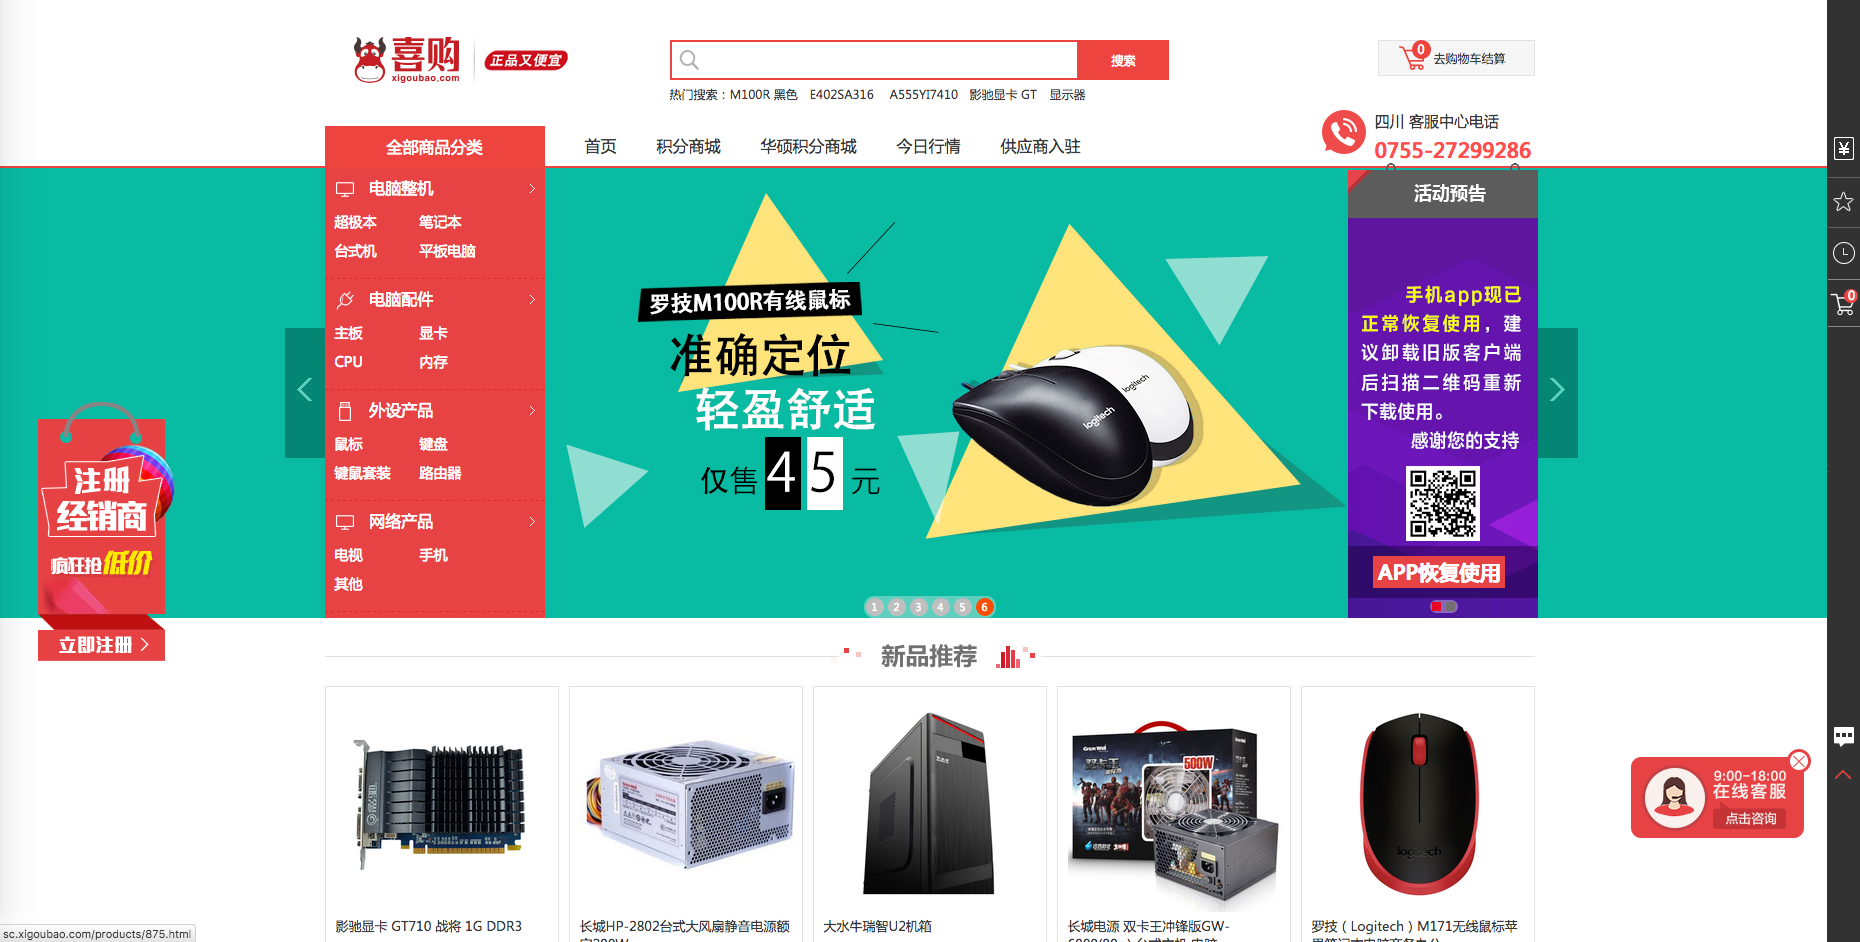 喜购
xigoubao.com
正品又便宜
搜索
0
去购物车结算
热门搜索：M100R 黑色 E402SA316 A555YI7410 影驰显卡 GT 显示器
四川 客服中心电话
0755-27299286
全部商品分类
首页 积分商城 华硕积分商城 今日行情 供应商入驻
电脑整机
超极本 笔记本
台式机 平板电脑
电脑配件
主板 显卡
CPU 内存
外设产品
鼠标 键盘
键鼠套装 路由器
网络产品
电视 手机
其他
罗技M100R有线鼠标
准确定位
轻盈舒适
仅售45元
logitech
logitech
1 2 3 4 5 6
活动预告
手机app现已
正常恢复使用，建
议卸载旧版客户端
后扫描二维码重新
下载使用。
感谢您的支持
APP恢复使用
¥
0
注册
经销商
疯狂抢低价
立即注册
新品推荐
Great Wall
双卡王
500W
logitech
影驰显卡 GT710 战将 1G DDR3
长城HP-2802台式大风扇静音电源额
大水牛瑞智U2机箱
长城电源 双卡王冲锋版GW-
罗技（Logitech）M171无线鼠标苹
9:00-18:00
在线客服
点击咨询
sc.xigoubao.com/products/875.html